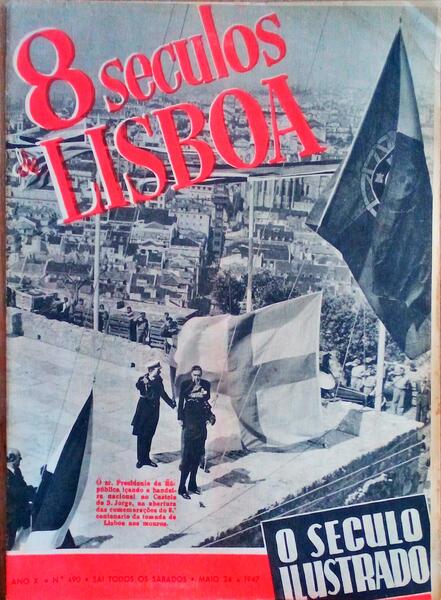 8 seculos
de LISBOA
O sr. Presidente da Re-
pública içando a bandei-
ra nacional no Castelo
de S. Jorge, na abertura
das comemorações do 8.º
centenário da tomada de
Lisboa aos mouros.
O SECULO
ILUSTRADO
ANO X • N.º 490 • SAI TODOS OS SÁBADOS • MAIO 24 • 1947